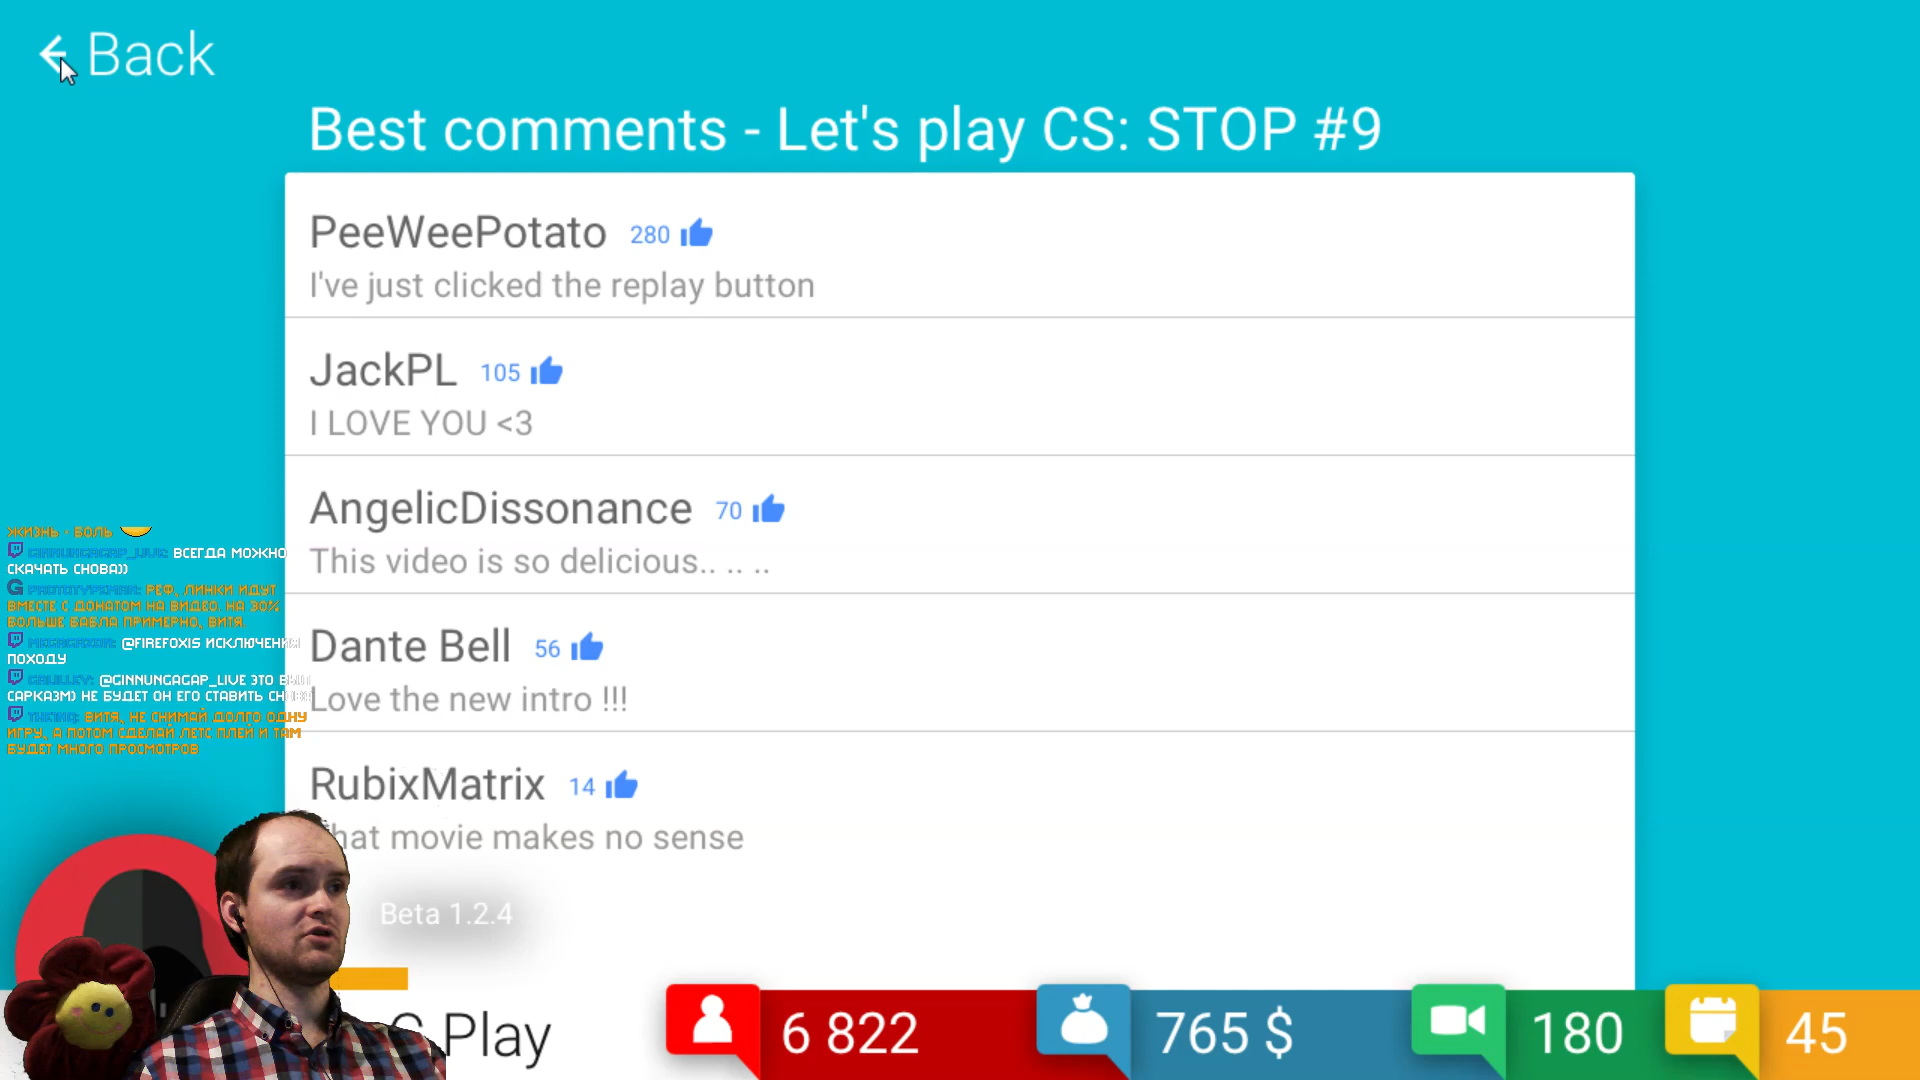 Back
Best comments - Let's play CS: STOP #9
PeeWeePotato 280
I've just clicked the replay button
JackPL 105
I LOVE YOU <3
AngelicDissonance 70
This video is so delicious.. .. ..
Dante Bell 56
Love the new intro !!!
RubixMatrix 14
hat movie makes no sense
Beta 1.2.4
Play
6 822
765 $
180
45
ЖИЗНЬ - БОЛЬ
GINNUNGAGAP_LIVE: ВСЕГДА МОЖНО
СКАЧАТЬ СНОВА))
РЕФ, ЛИНКИ ИДУТ
ВМЕСТЕ С ДОНАТОМ НА ВИДЕО. НА 30%
БОЛЬШЕ БАБЛА ПРИМЕРНО, ВИТЯ.
@FIREFOXIS ИСКЛЮЧЕНИЯ
ПОХОДУ
@GINNUNGAGAP_LIVE ЭТО БЫЛ
САРКАЗМ) НЕ БУДЕТ ОН ЕГО СТАВИТЬ
ВИТЯ, НЕ СНИМАЙ ДОЛГО ОДНУ
ИГРУ, А ПОТОМ СДЕЛАЙ ЛЕТС ПЛЕЙ И ТАМ
БУДЕТ МНОГО ПРОСМОТРОВ